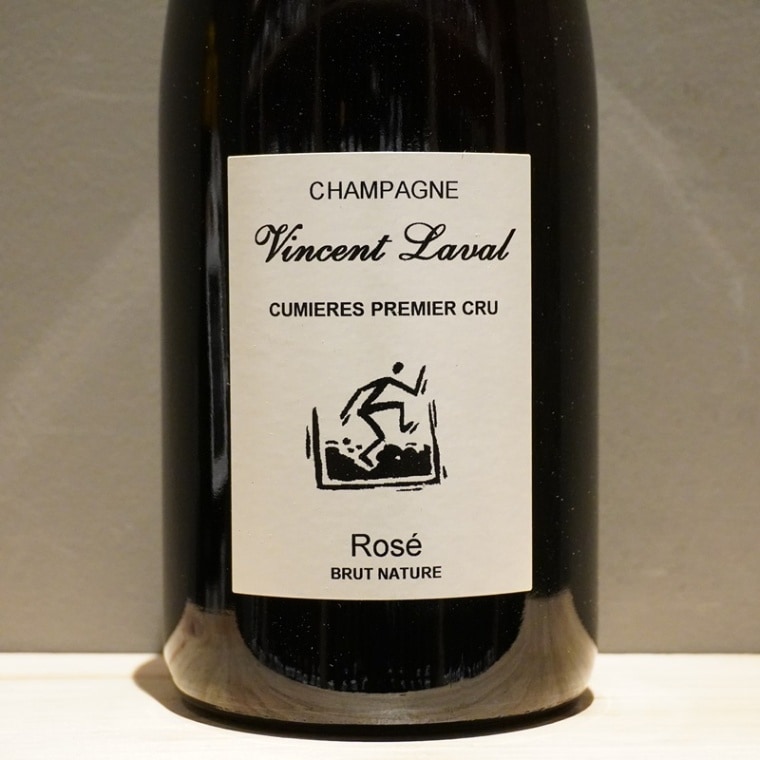 CHAMPAGNE
Vincent Laval
CUMIERES PREMIER CRU
Rosé
BRUT NATURE